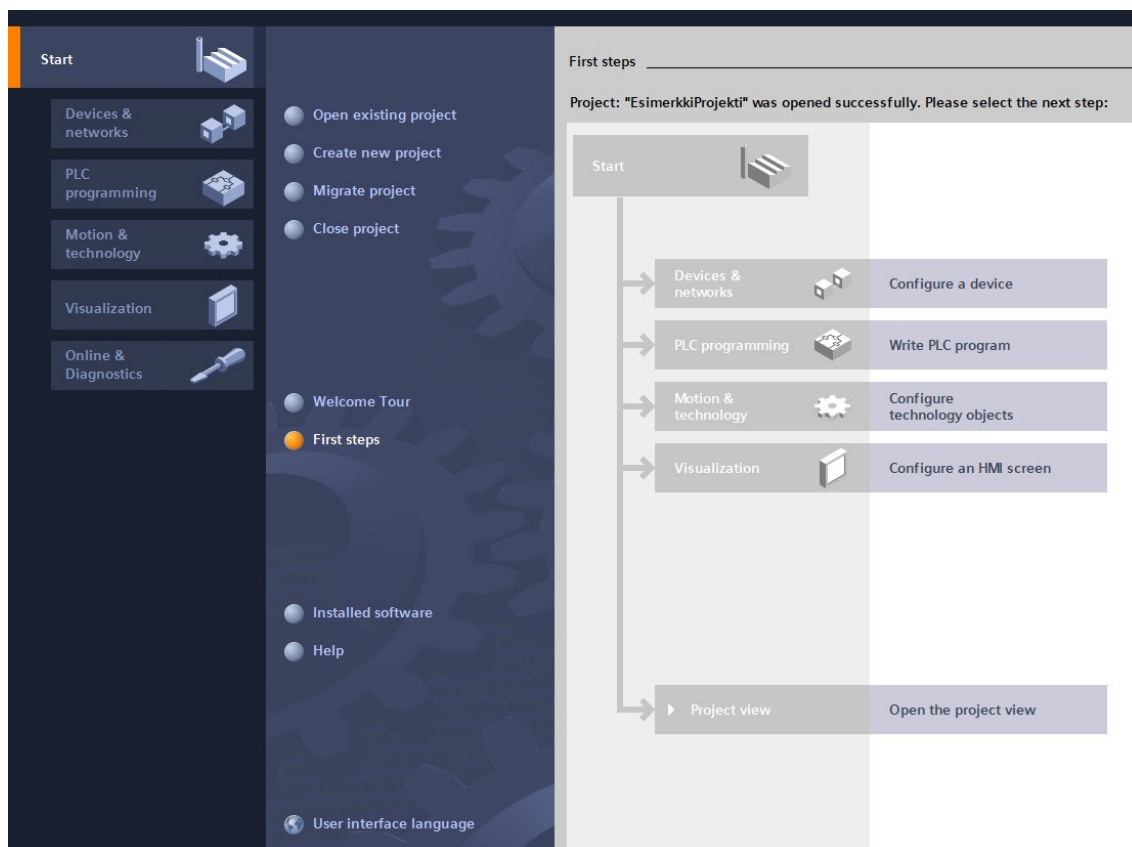 Start
Devices &
networks
PLC
programming
Motion &
technology
Visualization
Online &
Diagnostics
Open existing project
Create new project
Migrate project
Close project
Welcome Tour
First steps
Installed software
Help
User interface language
First steps
Project: "EsimerkkiProjekti" was opened successfully. Please select the next step:
Start
Devices &
networks
Configure a device
PLC programming
Write PLC program
Motion &
technology
Configure
technology objects
Visualization
Configure an HMI screen
Project view
Open the project view